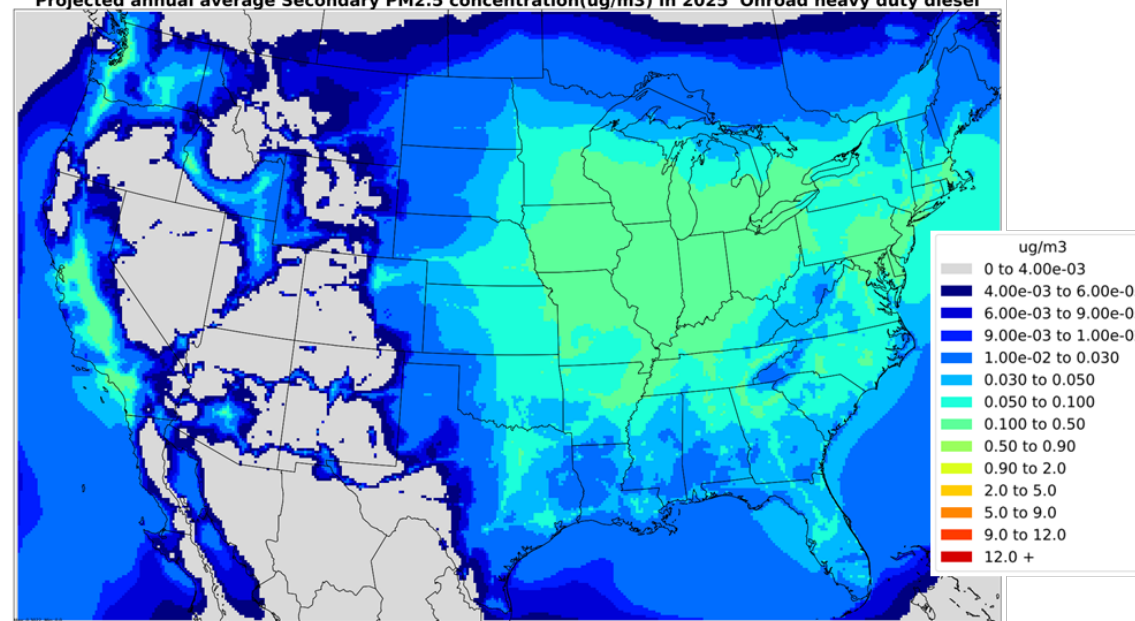 Projected annual average Secondary PM2.5 concentration(ug/m3) in 2025 Onroad heavy duty diesel
ug/m3
0 to 4.00e-03
4.00e-03 to 6.00e-0
6.00e-03 to 9.00e-0
9.00e-03 to 1.00e-0
1.00e-02 to 0.030
0.030 to 0.050
0.050 to 0.100
0.100 to 0.50
0.50 to 0.90
0.90 to 2.0
2.0 to 5.0
5.0 to 9.0
9.0 to 12.0
12.0 +